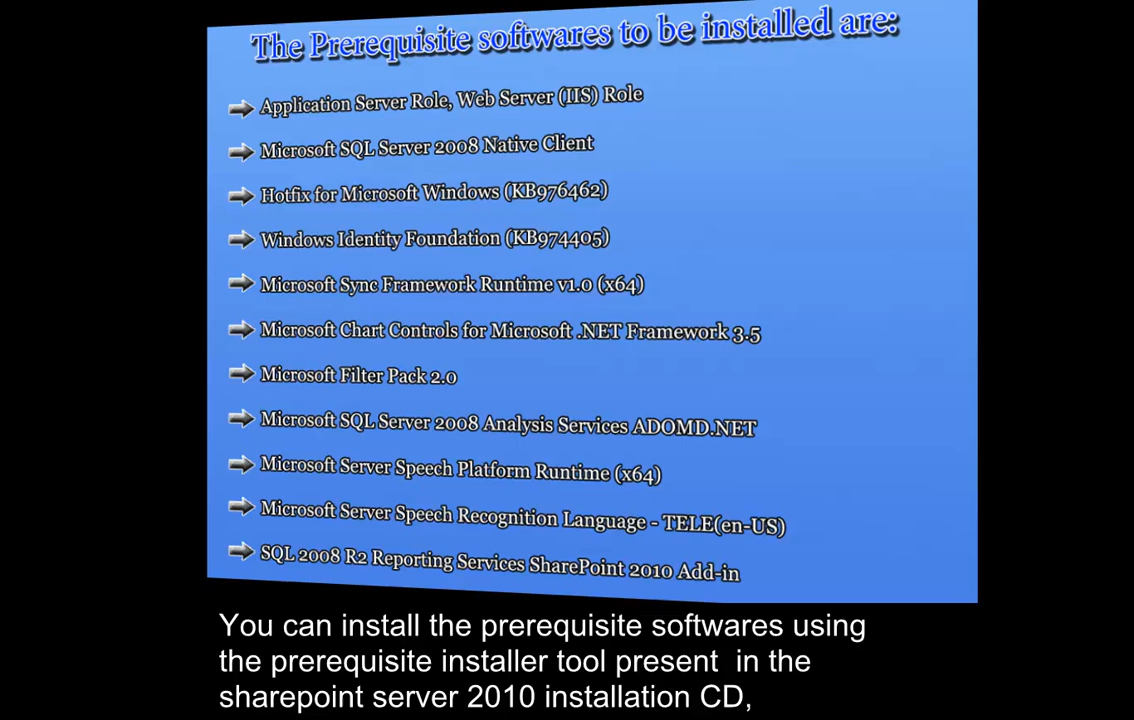 The Prerequisite softwares to be installed are:
Application Server Role, Web Server (IIS) Role
Microsoft SQL Server 2008 Native Client
Hotfix for Microsoft Windows (KB976462)
Windows Identity Foundation (KB974405)
Microsoft Sync Framework Runtime v1.0 (x64)
Microsoft Chart Controls for Microsoft .NET Framework 3.5
Microsoft Filter Pack 2.0
Microsoft SQL Server 2008 Analysis Services ADOMD.NET
Microsoft Server Speech Platform Runtime (x64)
Microsoft Server Speech Recognition Language - TELE(en-US)
SQL 2008 R2 Reporting Services SharePoint 2010 Add-in
You can install the prerequisite softwares using
the prerequisite installer tool present  in the
sharepoint server 2010 installation CD,